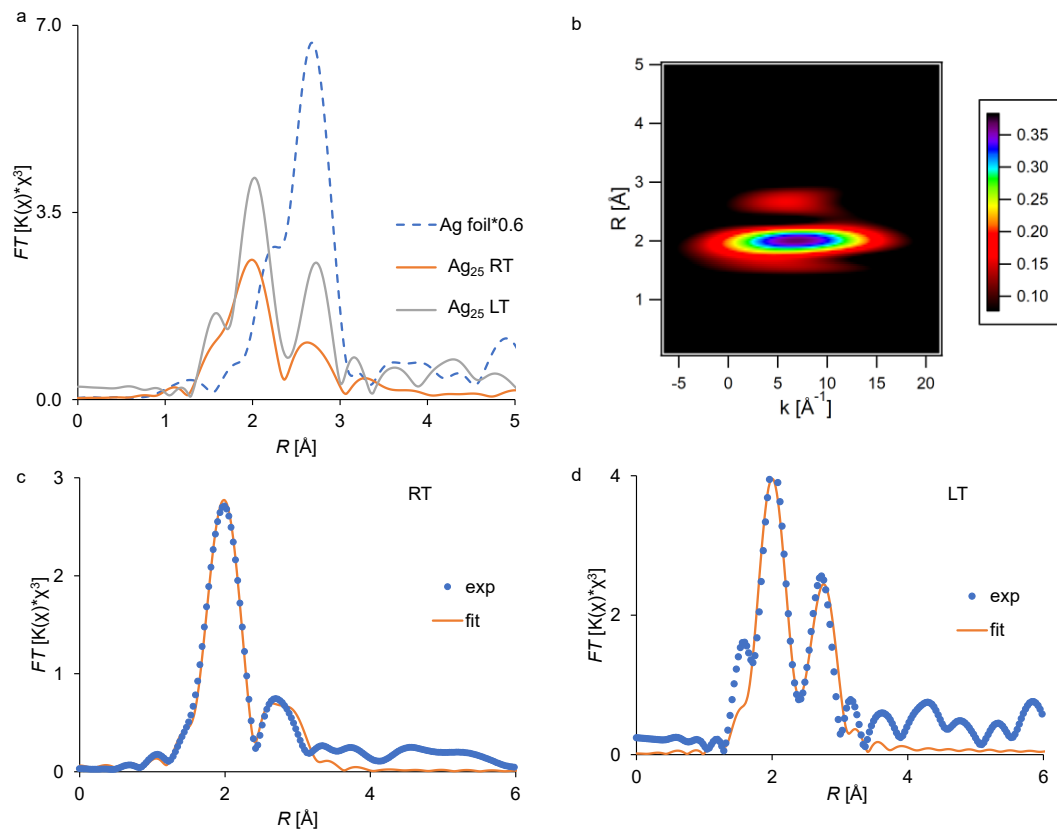 a
7.0
3.5
0.0
FT [K(χ)*χ³]
0 1 2 3 4 5
R [Å]
Ag foil*0.6
Ag₂₅ RT
Ag₂₅ LT
b
5
4
3
2
1
R [Å]
-5 0 5 10 15 20
k [Å⁻¹]
0.35
0.30
0.25
0.20
0.15
0.10
c
RT
3
2
1
0
FT [K(χ)*χ³]
exp
fit
0 2 4 6
R [Å]
d
LT
4
2
0
FT [K(χ)*χ³]
exp
fit
0 2 4 6
R [Å]